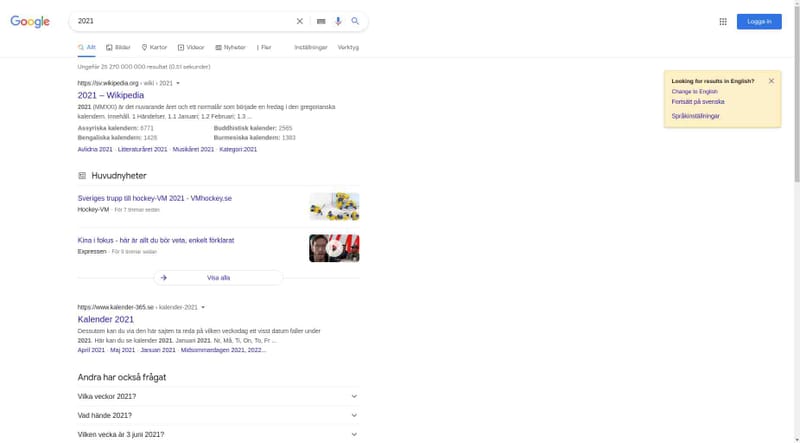 Google
2021
Logga in
Allt Bilder Kartor Videor Nyheter Fler Inställningar Verktyg
Ungefär 25 270 000 000 resultat (0,51 sekunder)
https://sv.wikipedia.org › wiki › 2021
2021 – Wikipedia
2021 (MMXXI) är det nuvarande året och ett normalår som började en fredag i den gregorianska
kalendern. Innehåll. 1 Händelser. 1.1 Januari; 1.2 Februari; 1.3 ...
Assyriska kalendern: 6771 Buddhistisk kalender: 2565
Bengaliska kalendern: 1428 Burmesiska kalendern: 1383
Avlidna 2021 · Litteraturåret 2021 · Musikåret 2021 · Kategori:2021
Looking for results in English?
Change to English
Fortsätt på svenska
Språkinställningar
Huvudnyheter
Sveriges trupp till hockey-VM 2021 - VMhockey.se
Hockey-VM · För 7 timmar sedan
Kina i fokus - här är allt du bör veta, enkelt förklarat
Expressen · För 9 timmar sedan
Visa alla
https://www.kalender-365.se › kalender-2021
Kalender 2021
Dessutom kan du via den här sajten ta reda på vilken veckodag ett visst datum faller under
2021. Här kan du se kalender 2021. Januari 2021. Nr, Må, Ti, On, To, Fr ...
April 2021 · Maj 2021 · Januari 2021 · Midsommardagen 2021, 2022...
Andra har också frågat
Vilka veckor 2021?
Vad hände 2021?
Vilken vecka är 3 juni 2021?